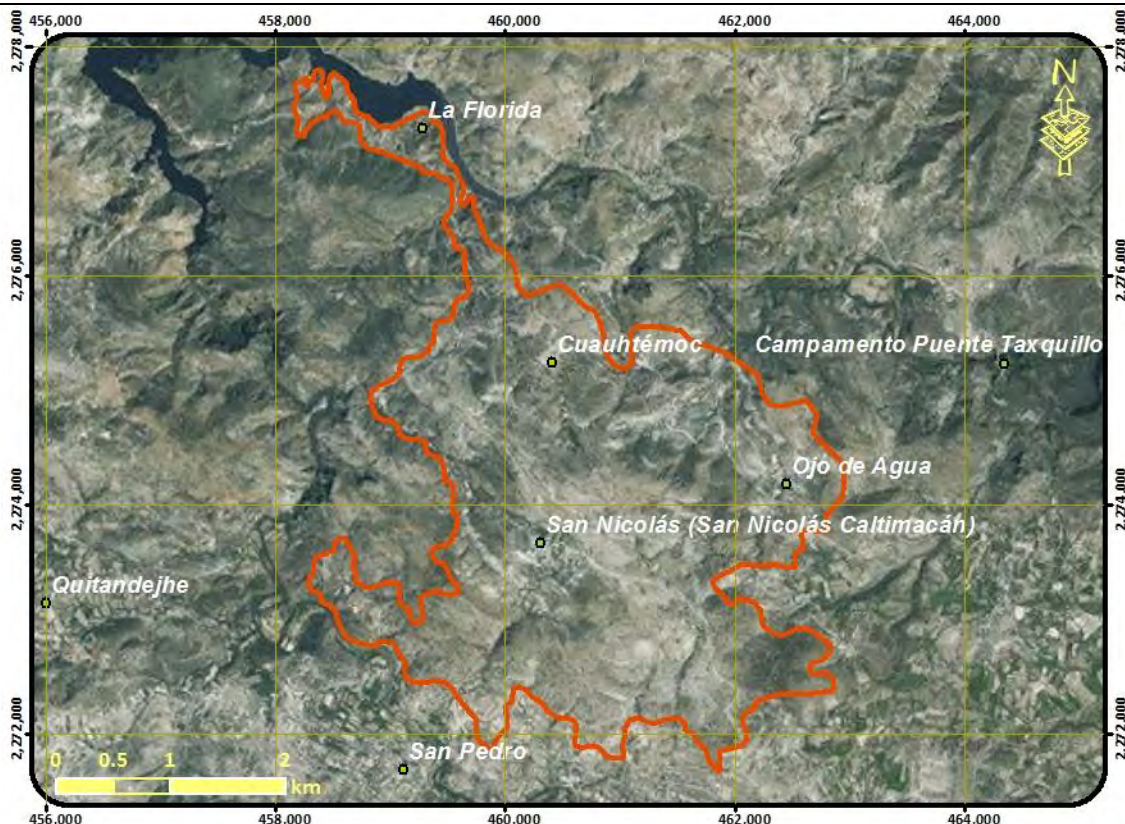 456,000 458,000 460,000 462,000 464,000
2,278,000 2,278,000
N
La Florida
2,276,000 2,276,000
Cuauhtémoc Campamento Puente Taxquillo
Ojo de Agua
2,274,000 2,274,000
San Nicolás (San Nicolás Caltimacáh)
Quitandejhe
2,272,000 2,272,000
San Pedro
0 0.5 1 2
km
456,000 458,000 460,000 462,000 464,000